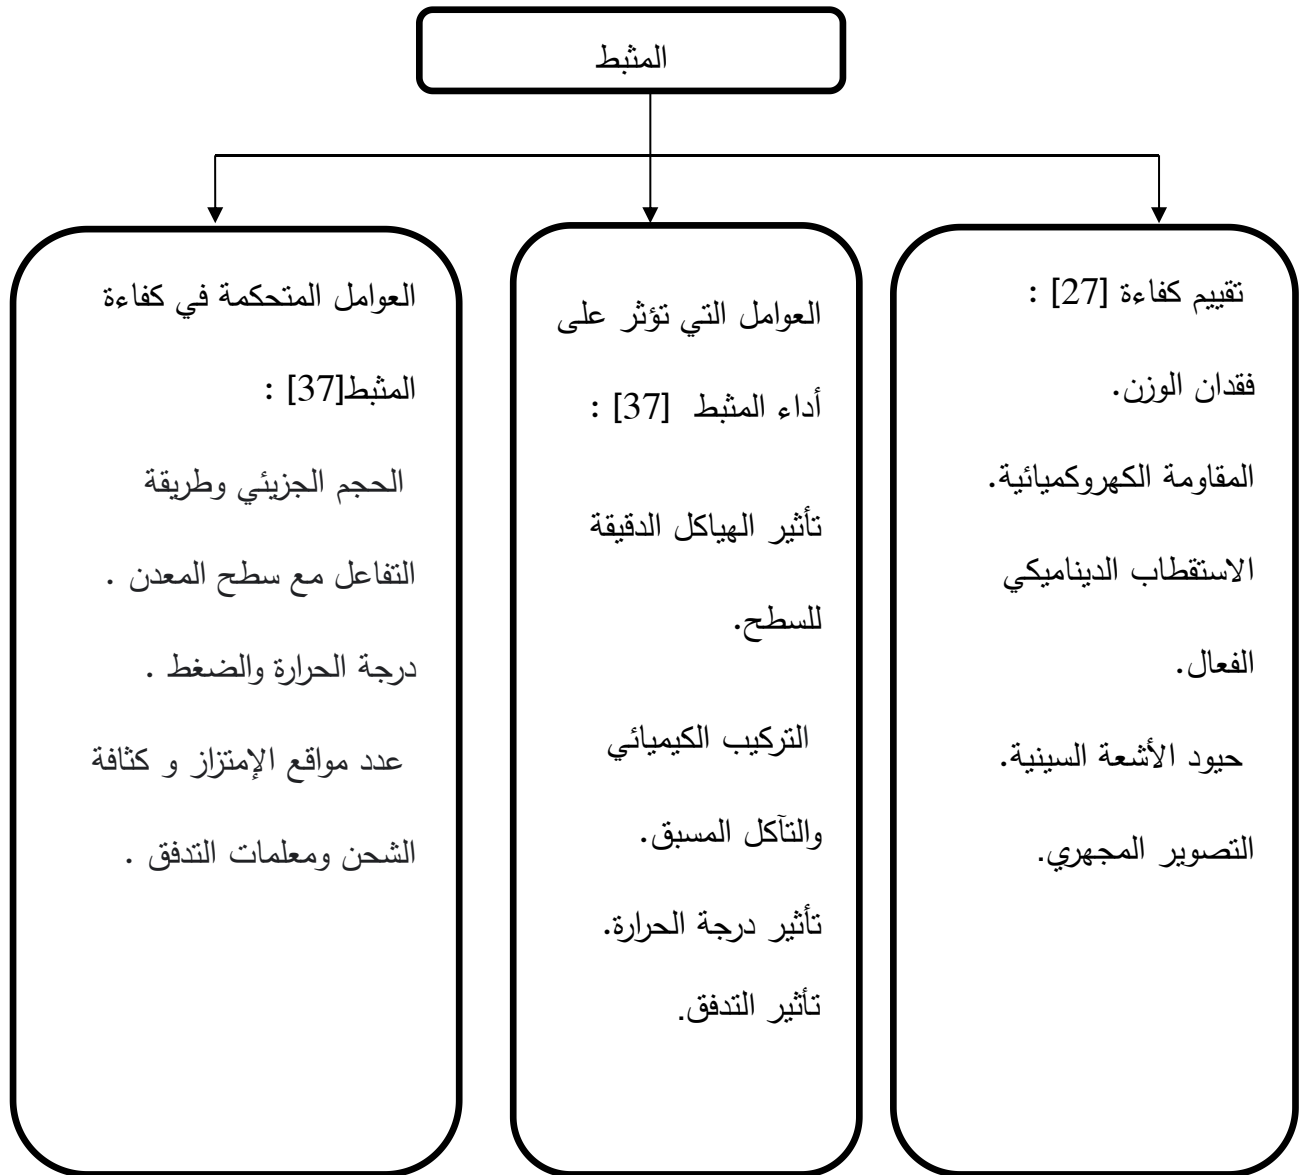 المثبط
تقييم كفاءة [27] :
فقدان الوزن.
المقاومة الكهروكميائية.
الاستقطاب الديناميكي
الفعال.
حيود الأشعة السينية.
التصوير المجهري.
العوامل التي تؤثر على
أداء المثبط [37] :
تأثير الهياكل الدقيقة
للسطح.
التركيب الكيميائي
والتآكل المسبق.
تأثير درجة الحرارة.
تأثير التدفق.
العوامل المتحكمة في كفاءة
المثبط[37] :
الحجم الجزيئي وطريقة
التفاعل مع سطح المعدن .
درجة الحرارة والضغط .
عدد مواقع الإمتزاز و كثافة
الشحن ومعلمات التدفق .